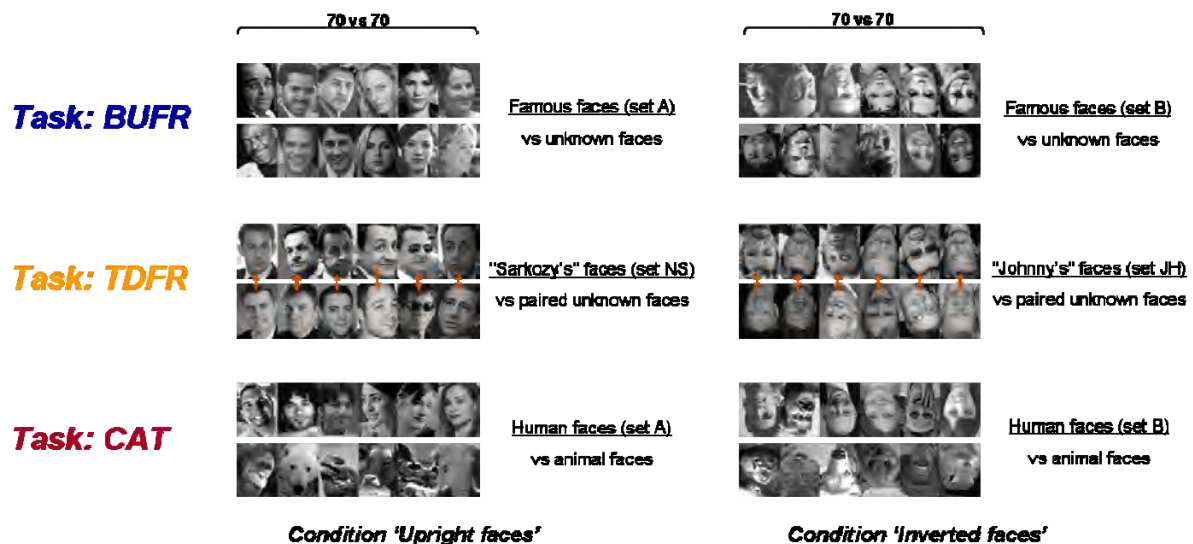 70 vs 70
70 vs 70
Task: BUFR
Famous faces (set A)
vs unknown faces
Famous faces (set B)
vs unknown faces
Task: TDFR
"Sarkozy's" faces (set NS)
vs paired unknown faces
"Johnny's" faces (set JH)
vs paired unknown faces
Task: CAT
Human faces (set A)
vs animal faces
Human faces (set B)
vs animal faces
Condition 'Upright faces'
Condition 'Inverted faces'